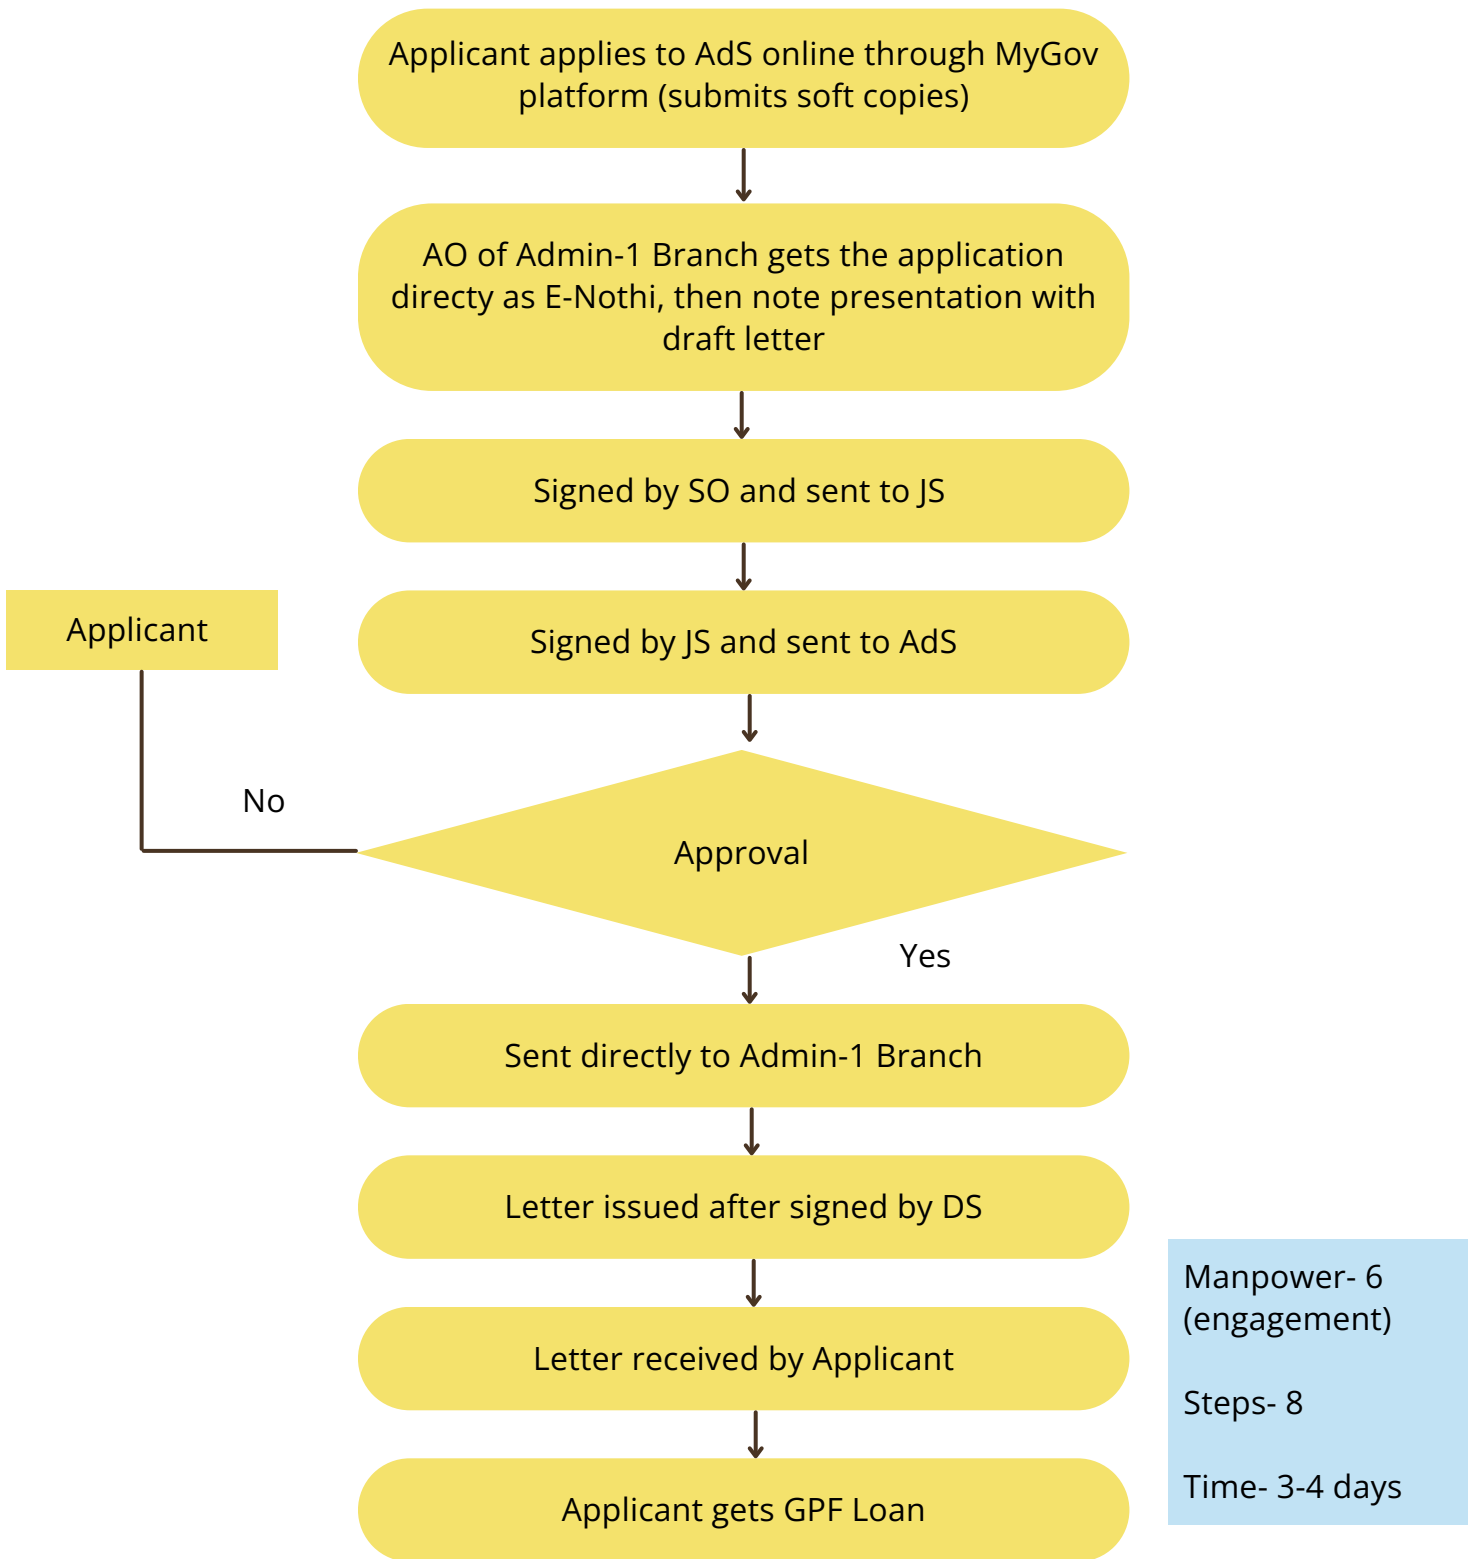 Applicant applies to AdS online through MyGov
platform (submits soft copies)
AO of Admin-1 Branch gets the application
directy as E-Nothi, then note presentation with
draft letter
Signed by SO and sent to JS
Applicant
Signed by JS and sent to AdS
No
Approval
Yes
Sent directly to Admin-1 Branch
Letter issued after signed by DS
Letter received by Applicant
Applicant gets GPF Loan
Manpower- 6
(engagement)
Steps- 8
Time- 3-4 days